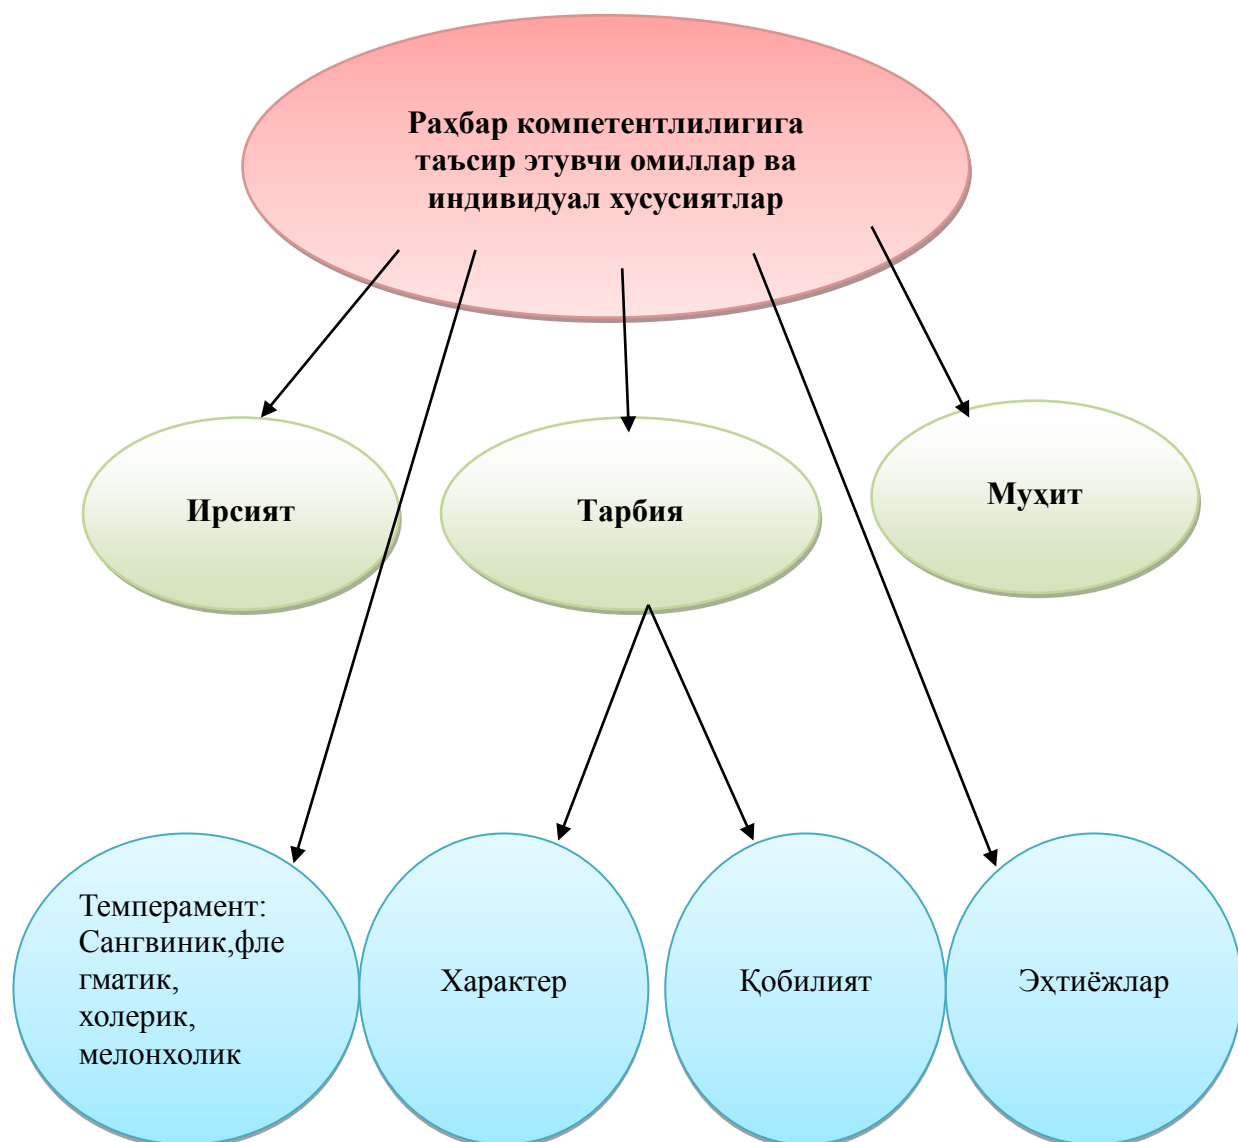 Раҳбар компетентлилигига
таъсир этувчи омиллар ва
индивидуал хусусиятлар
Ирсият
Тарбия
Муҳит
Темперамент:
Сангвиник,фле
гматик,
холерик,
мелонхолик
Характер
Қобилият
Эҳтиёжлар